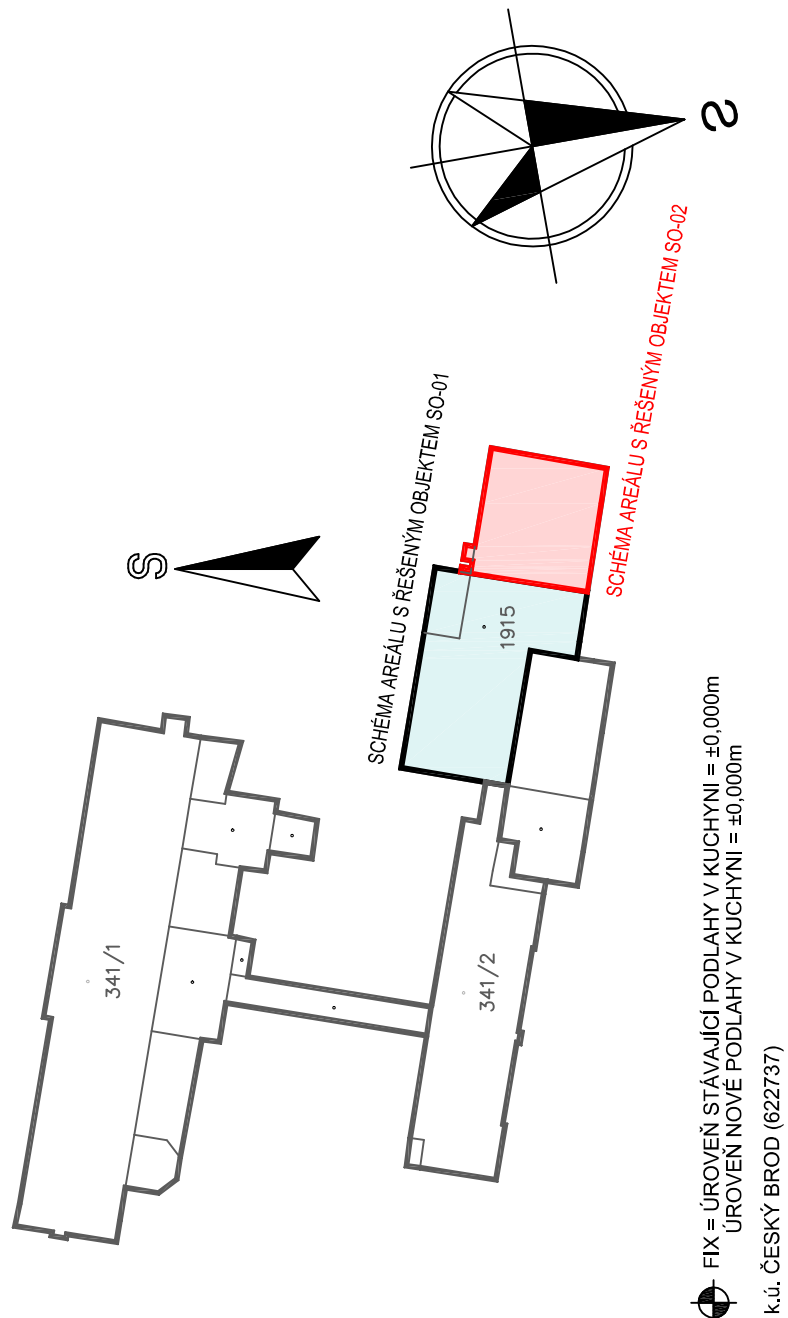 S
S
SCHÉMA AREÁLU S ŘEŠENÝM OBJEKTEM SO-01
SCHÉMA AREÁLU S ŘEŠENÝM OBJEKTEM SO-02
341/1
341/2
1915
FIX = ÚROVEŇ STÁVAJÍCÍ PODLAHY V KUCHYNI = ±0,000m
ÚROVEŇ NOVÉ PODLAHY V KUCHYNI = ±0,000m
k.ú. ČESKÝ BROD (622737)